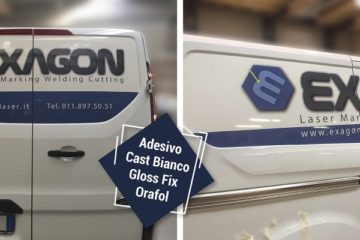 EXAGON
Marking Welding Cutting
laser.it
Tel. 011.897.50.51
Adesivo
Cast Bianco
Gloss Fix
Orafol
EX
Laser Mar
www.exagon